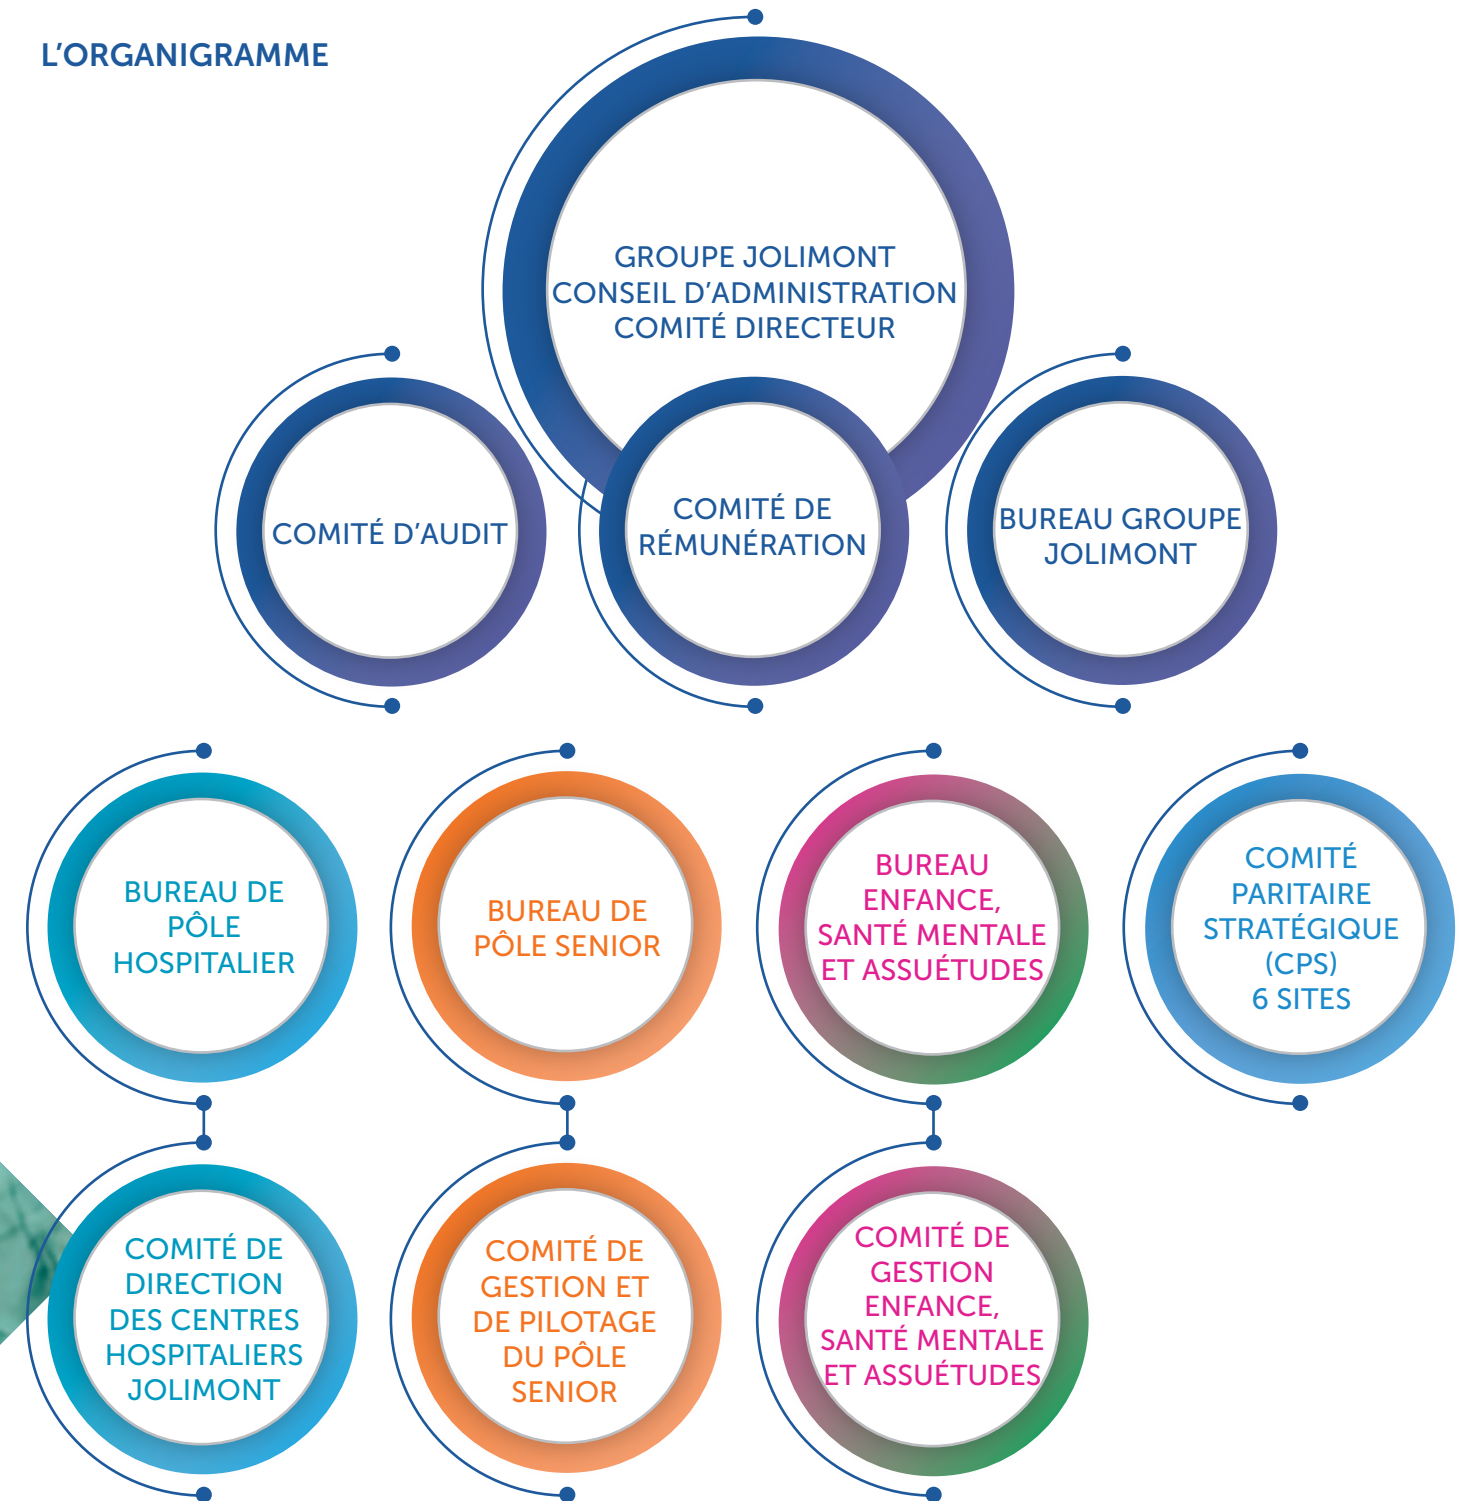 L'ORGANIGRAMME
GROUPE JOLIMONT
CONSEIL D'ADMINISTRATION
COMITÉ DIRECTEUR
COMITÉ D'AUDIT
COMITÉ DE
RÉMUNÉRATION
BUREAU GROUPE
JOLIMONT
BUREAU DE
PÔLE
HOSPITALIER
BUREAU DE
PÔLE SENIOR
BUREAU
ENFANCE,
SANTÉ MENTALE
ET ASSUÉTUDES
COMITÉ
PARITAIRE
STRATÉGIQUE
(CPS)
6 SITES
COMITÉ DE
DIRECTION
DES CENTRES
HOSPITALIERS
JOLIMONT
COMITÉ DE
GESTION ET
DE PILOTAGE
DU PÔLE
SENIOR
COMITÉ DE
GESTION
ENFANCE,
SANTÉ MENTALE
ET ASSUÉTUDES